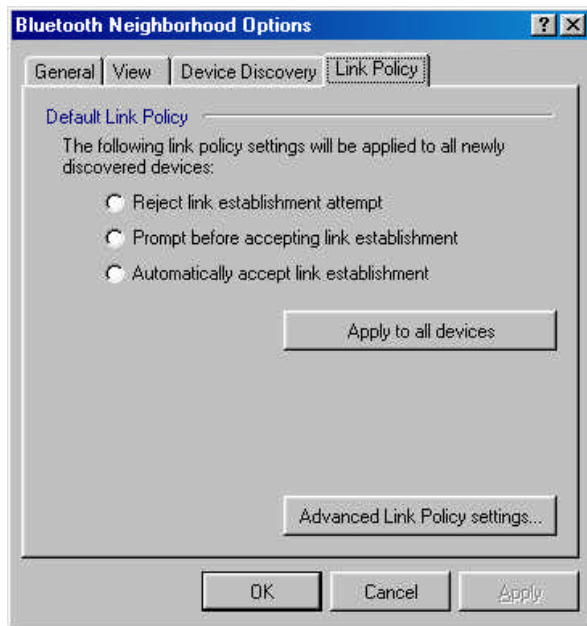 Bluetooth Neighborhood Options
General View Device Discovery Link Policy
Default Link Policy
The following link policy settings will be applied to all newly
discovered devices:
Reject link establishment attempt
Prompt before accepting link establishment
Automatically accept link establishment
Apply to all devices
Advanced Link Policy settings...
OK Cancel Apply